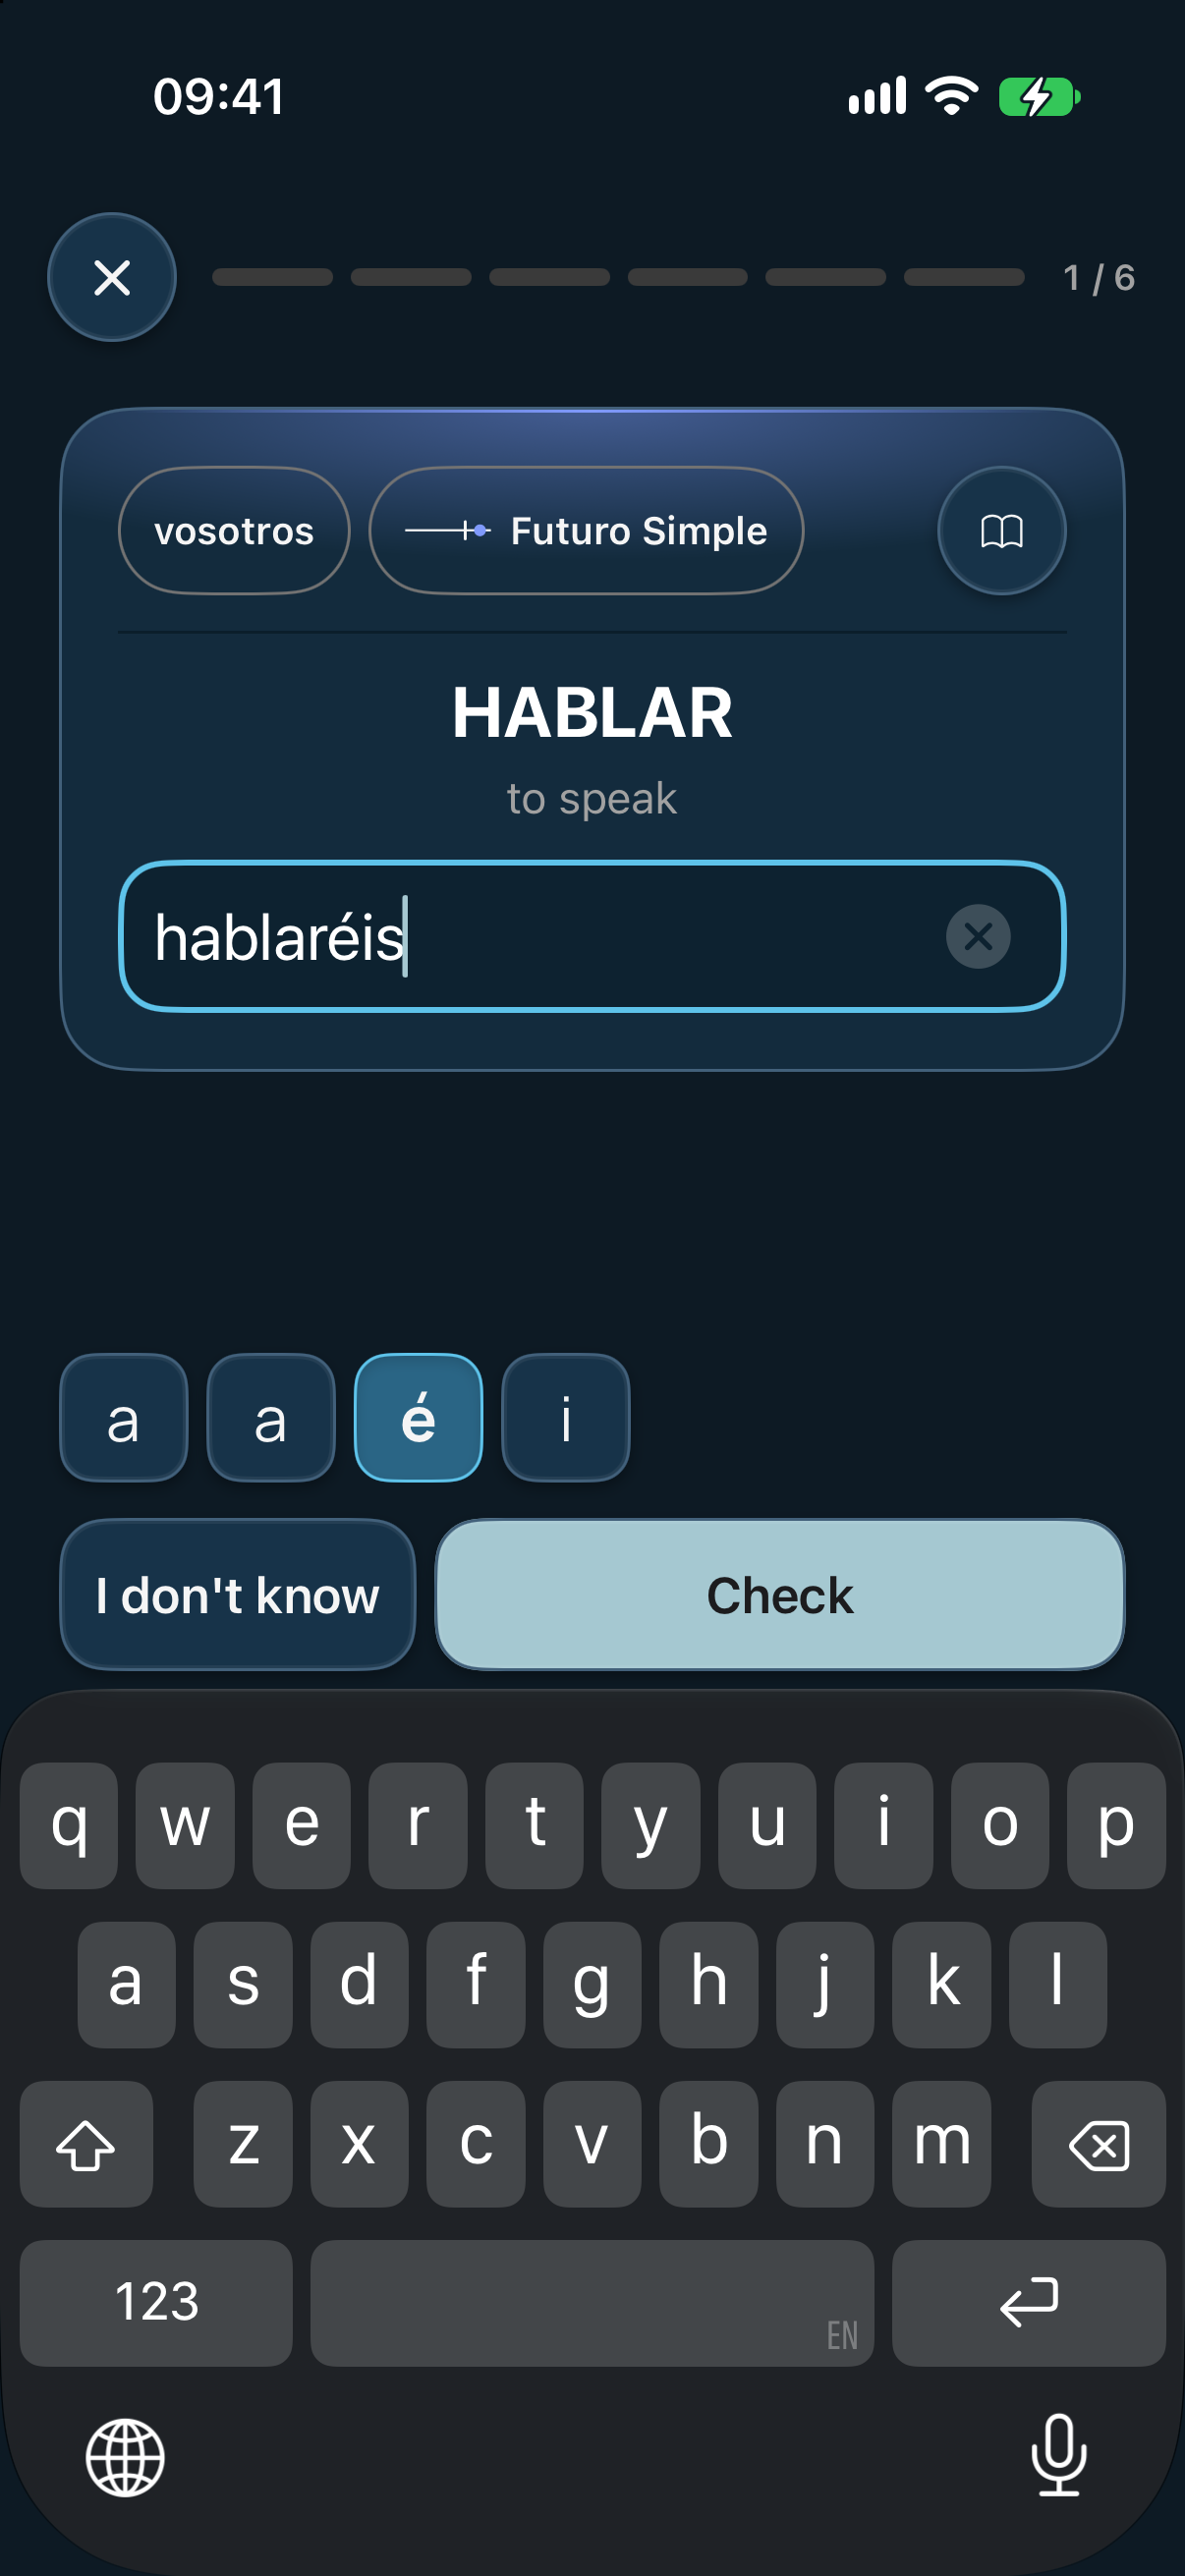 09:41
1 / 6
vosotros
Futuro Simple
HABLAR
to speak
hablaréis
a a é i
I don't know
Check
q w e r t y u i o p
a s d f g h j k l
z x c v b n m
123
EN